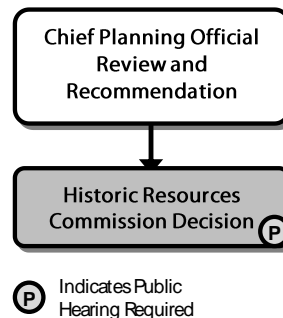 Chief Planning Official
Review and
Recommendation
Historic Resources
Commission Decision
P
P
Indicates Public
Hearing Required